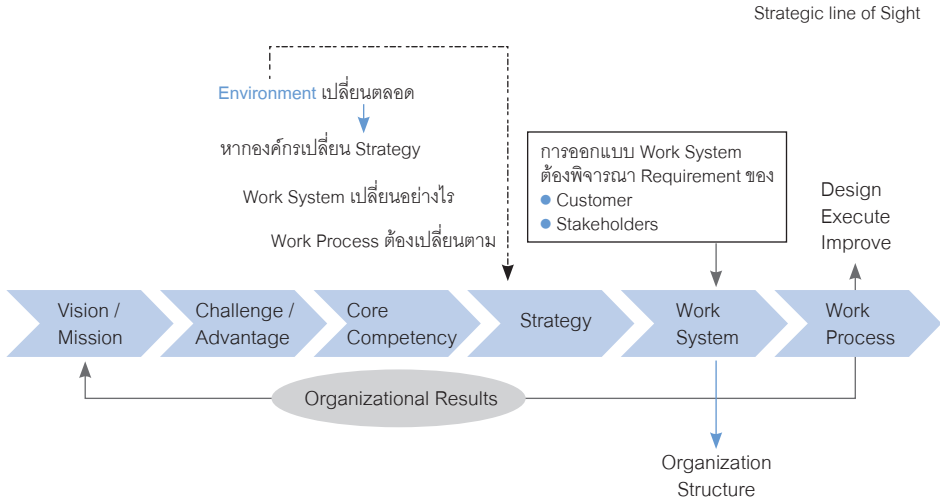 Strategic line of Sight
Environment เปลี่ยนตลอด
หากองค์กรเปลี่ยน Strategy
Work System เปลี่ยนอย่างไร
Work Process ต้องเปลี่ยนตาม
การออกแบบ Work System
ต้องพิจารณา Requirement ของ
● Customer
● Stakeholders
Design
Execute
Improve
Vision /
Mission
Challenge /
Advantage
Core
Competency
Strategy
Work
System
Work
Process
Organizational Results
Organization
Structure